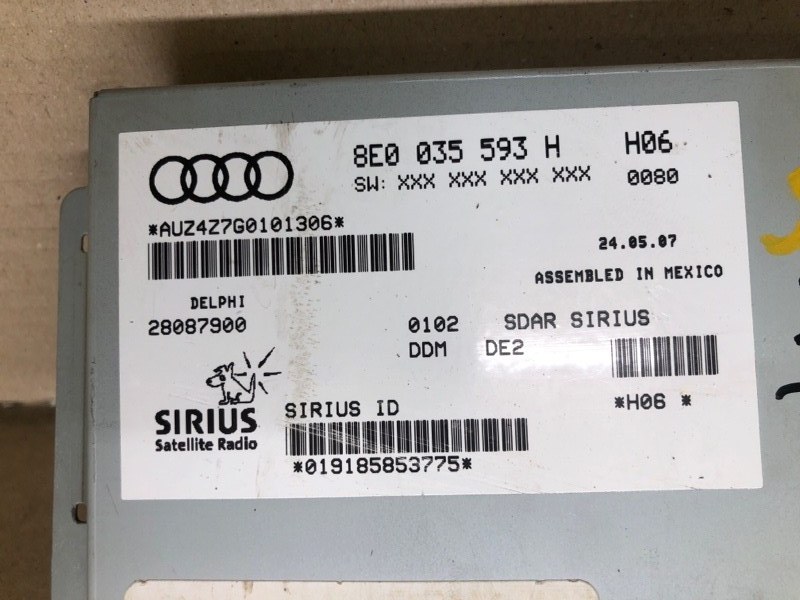 8E0 035 593 H H06
SW: XXX XXX XXX XXX 0080
*AUZ4Z7G0101306*
24.05.07
ASSEMBLED IN MEXICO
DELPHI
28087900
0102 SDAR SIRIUS
DDM DE2
*H06 *
SIRIUS
Satellite Radio
SIRIUS ID
*019185853775*